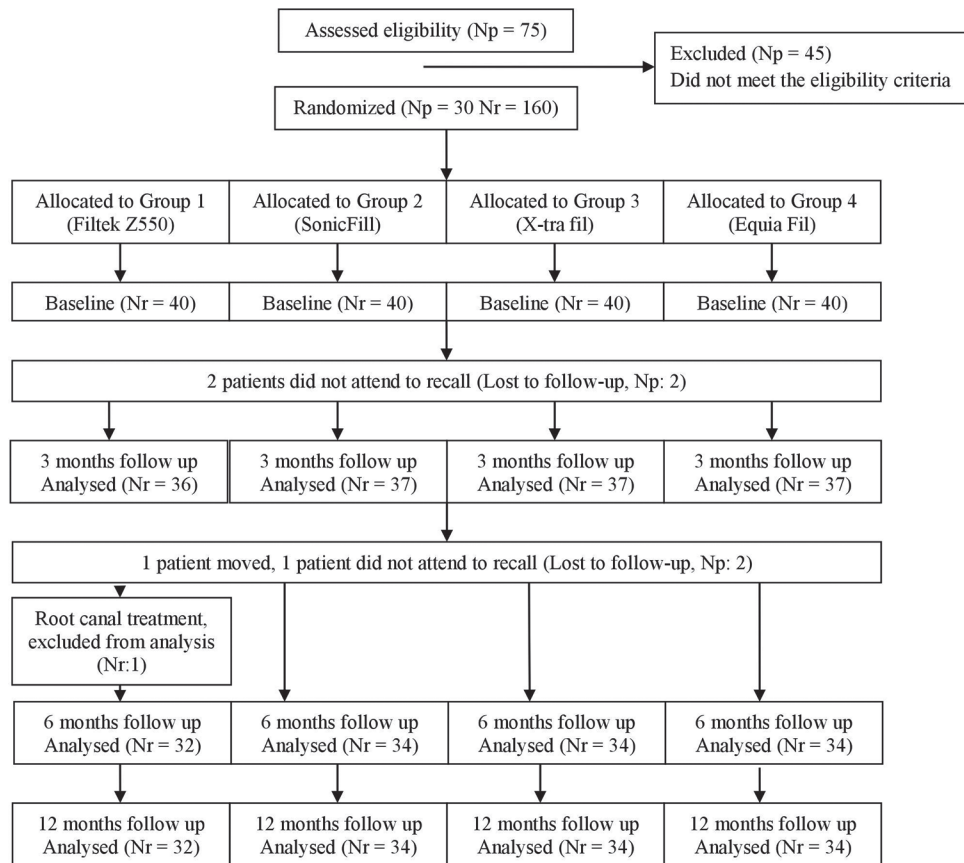 Assessed eligibility (Np = 75)
Excluded (Np = 45)
Did not meet the eligibility criteria
Randomized (Np = 30 Nr = 160)
Allocated to Group 1
(Filtek Z550)
Allocated to Group 2
(SonicFill)
Allocated to Group 3
(X-tra fil)
Allocated to Group 4
(Equia Fil)
Baseline (Nr = 40)
Baseline (Nr = 40)
Baseline (Nr = 40)
Baseline (Nr = 40)
2 patients did not attend to recall (Lost to follow-up, Np: 2)
3 months follow up
Analysed (Nr = 36)
3 months follow up
Analysed (Nr = 37)
3 months follow up
Analysed (Nr = 37)
3 months follow up
Analysed (Nr = 37)
1 patient moved, 1 patient did not attend to recall (Lost to follow-up, Np: 2)
Root canal treatment,
excluded from analysis
(Nr:1)
6 months follow up
Analysed (Nr = 32)
6 months follow up
Analysed (Nr = 34)
6 months follow up
Analysed (Nr = 34)
6 months follow up
Analysed (Nr = 34)
12 months follow up
Analysed (Nr = 32)
12 months follow up
Analysed (Nr = 34)
12 months follow up
Analysed (Nr = 34)
12 months follow up
Analysed (Nr = 34)